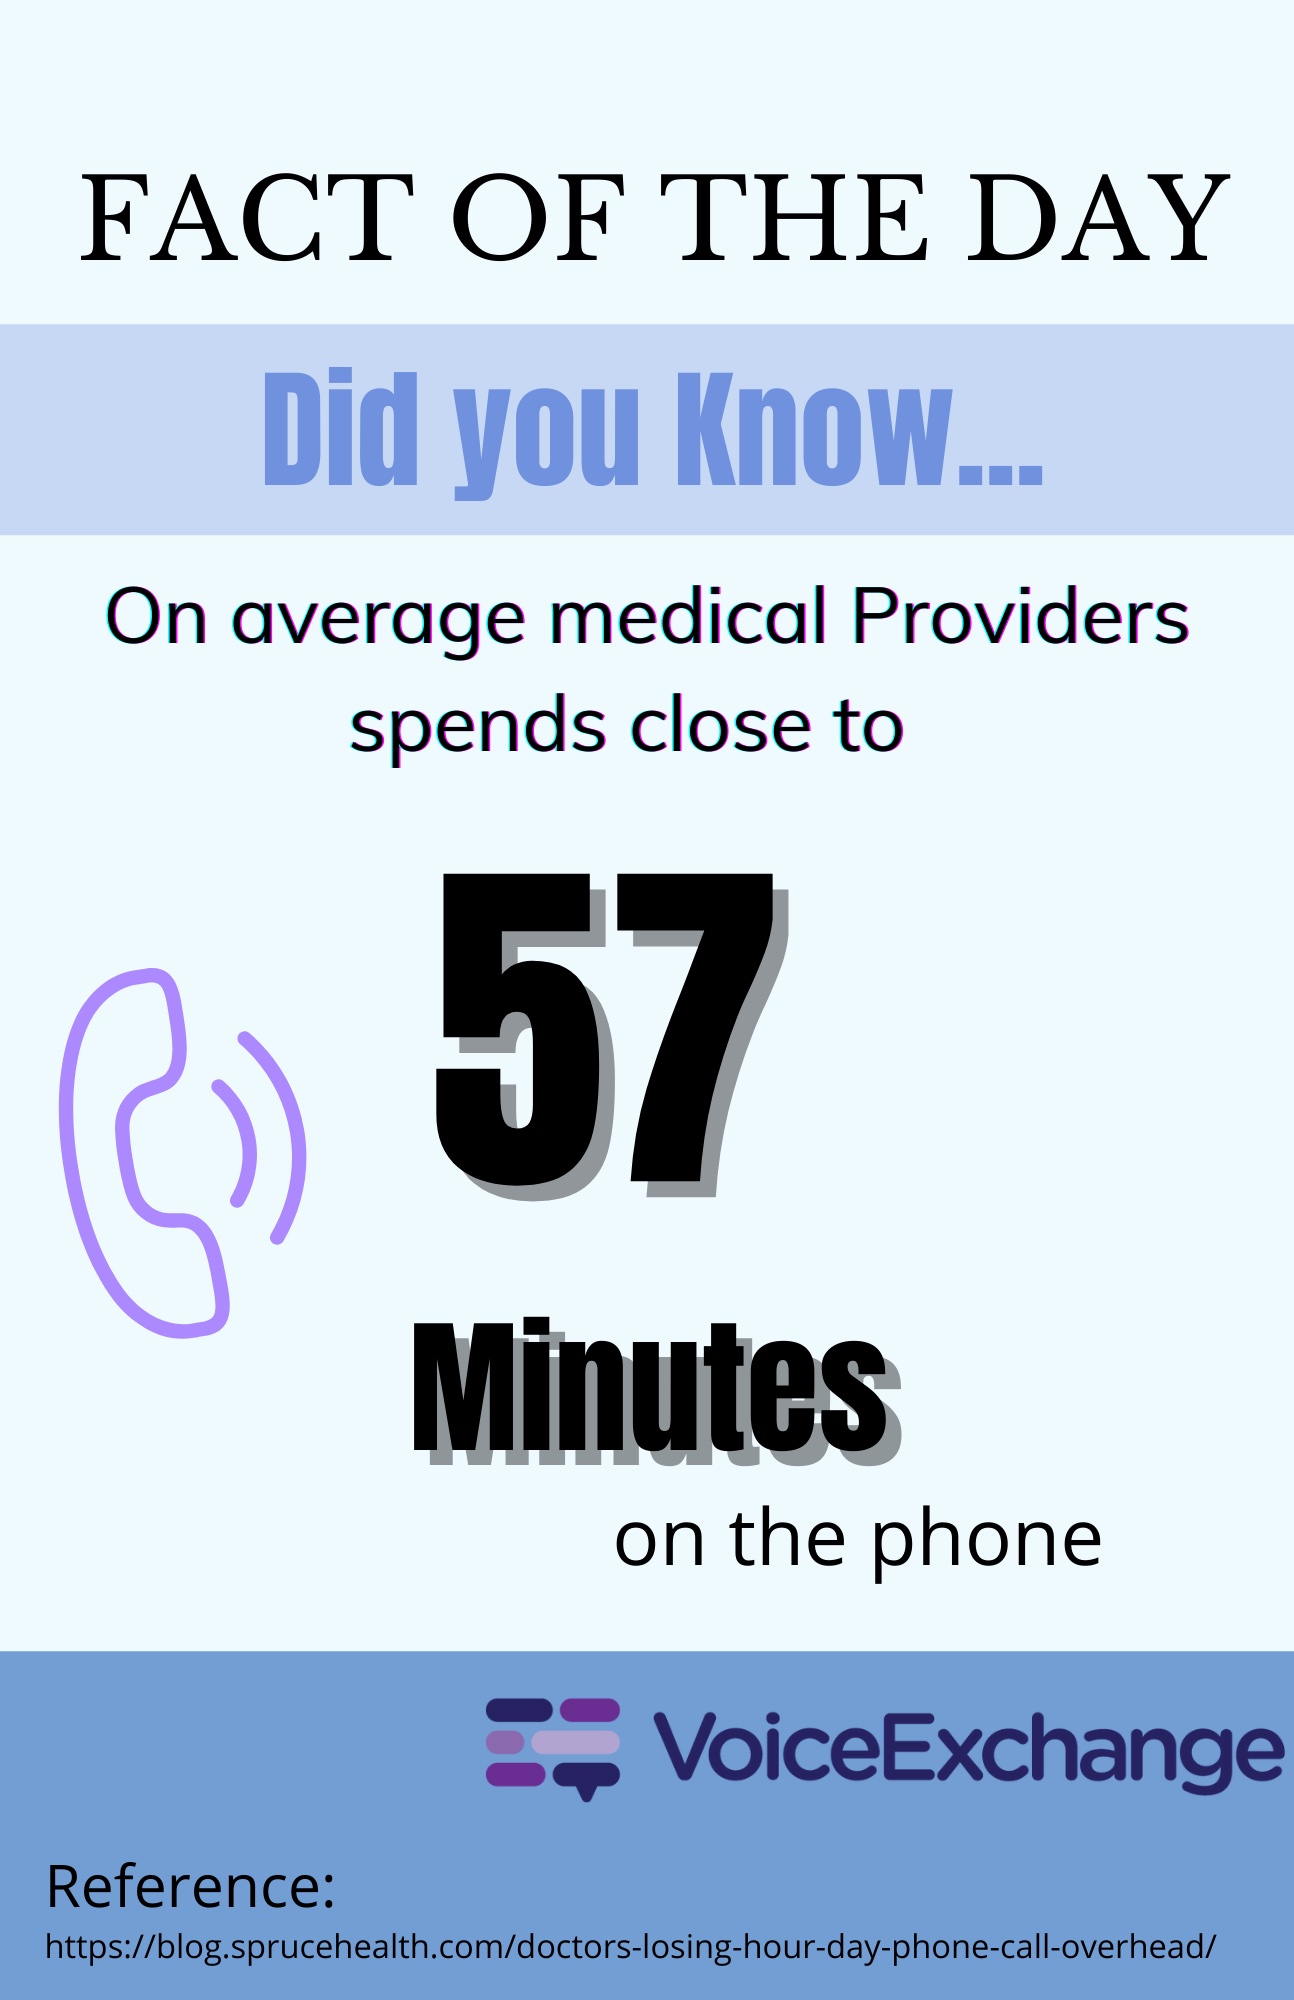 FACT OF THE DAY
Did you Know...
On average medical Providers
spends close to
57
Minutes
on the phone
VoiceExchange
Reference:
https://blog.sprucehealth.com/doctors-losing-hour-day-phone-call-overhead/